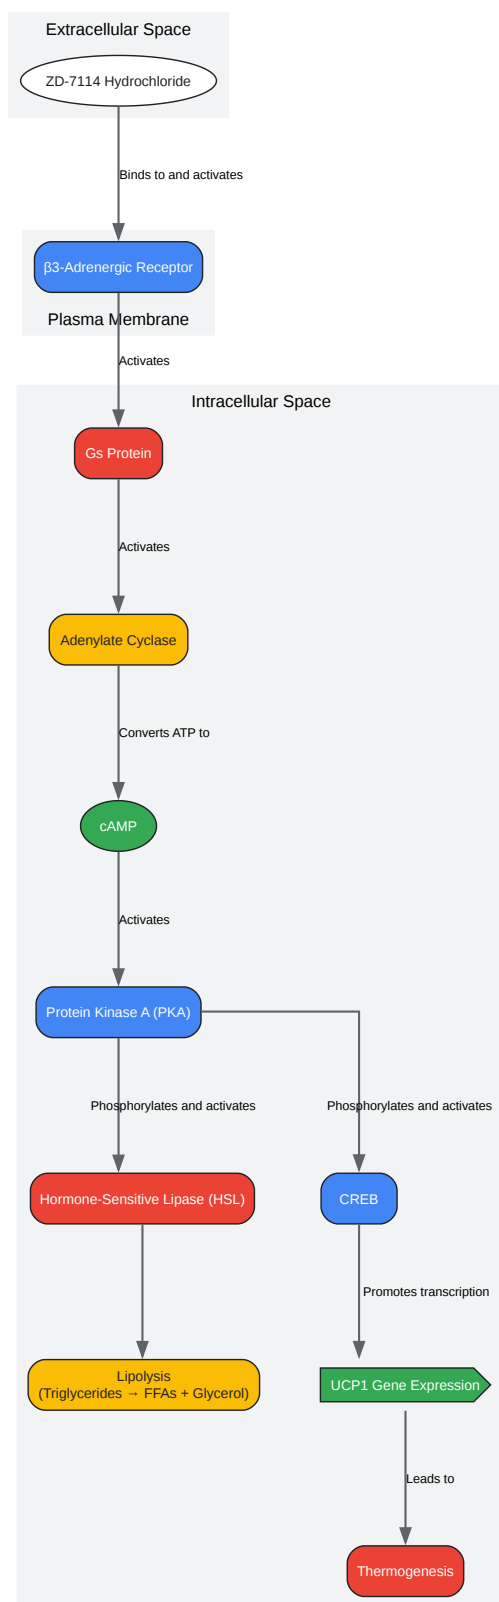 Extracellular Space
ZD-7114 Hydrochloride
Binds to and activates
β3-Adrenergic Receptor
Plasma Membrane
Activates
Intracellular Space
Gs Protein
Activates
Adenylate Cyclase
Converts ATP to
cAMP
Activates
Protein Kinase A (PKA)
Phosphorylates and activates
Phosphorylates and activates
Hormone-Sensitive Lipase (HSL)
CREB
Promotes transcription
Lipolysis
(Triglycerides → FFAs + Glycerol)
UCP1 Gene Expression
Leads to
Thermogenesis